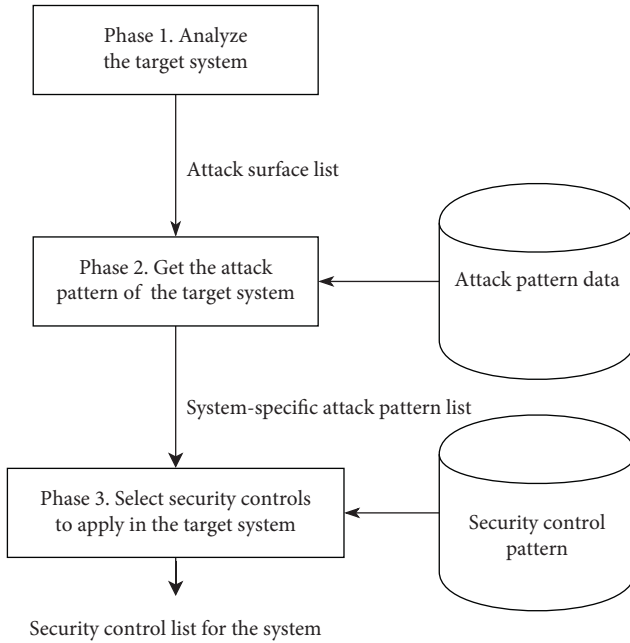 Phase 1. Analyze
the target system
Attack surface list
Phase 2. Get the attack
pattern of the target system
Attack pattern data
System-specific attack pattern list
Phase 3. Select security controls
to apply in the target system
Security control
pattern
Security control list for the system